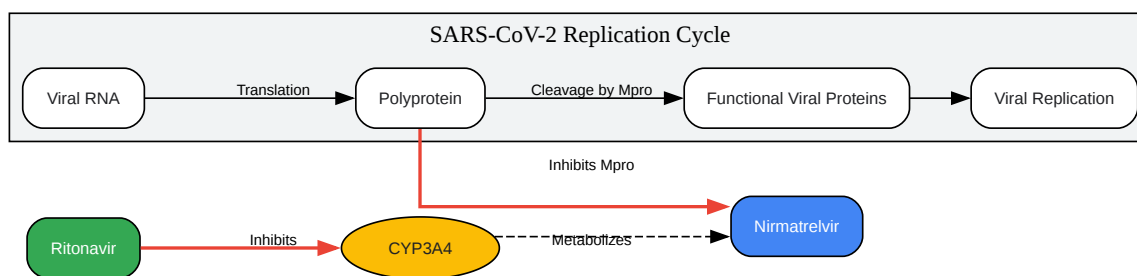 SARS-CoV-2 Replication Cycle
Viral RNA
Translation
Polyprotein
Cleavage by Mpro
Functional Viral Proteins
Viral Replication
Inhibits Mpro
Ritonavir
Inhibits
CYP3A4
Metabolizes
Nirmatrelvir